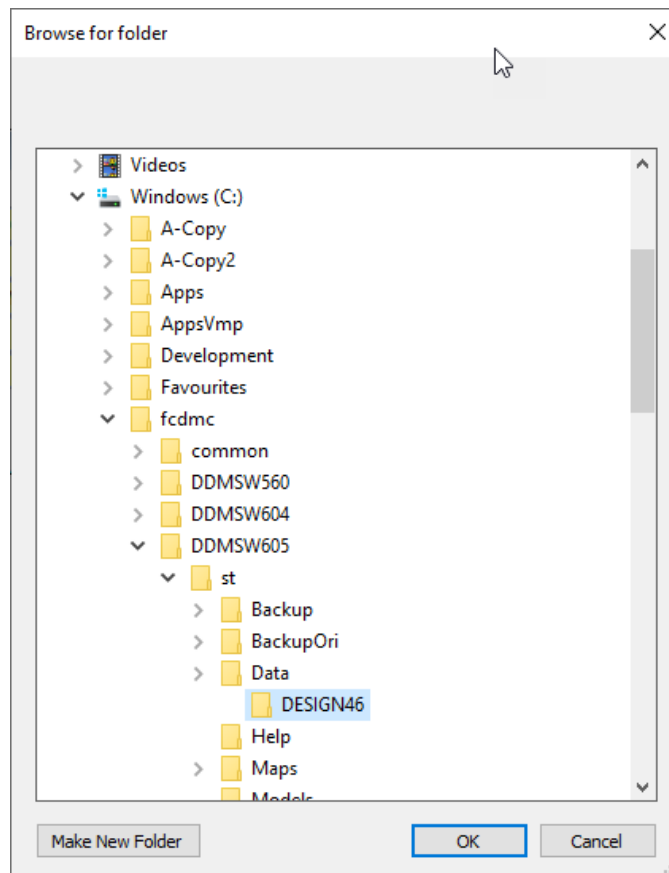 Browse for folder
Videos
Windows (C:)
A-Copy
A-Copy2
Apps
AppsVmp
Development
Favourites
fcdmc
common
DDMSW560
DDMSW604
DDMSW605
st
Backup
BackupOri
Data
DESIGN46
Help
Maps
Models
Make New Folder
OK
Cancel